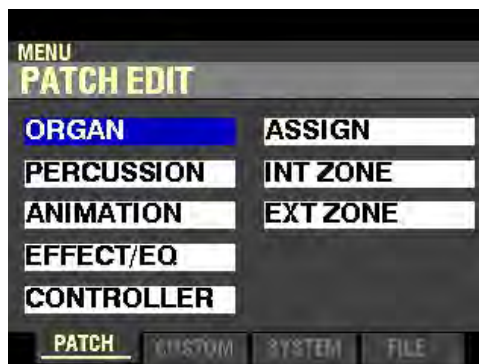 MENU
PATCH EDIT
ORGAN
ASSIGN
PERCUSSION
INT ZONE
ANIMATION
EXT ZONE
EFFECT/EQ
CONTROLLER
PATCH CUSTOM SYSTEM FILE